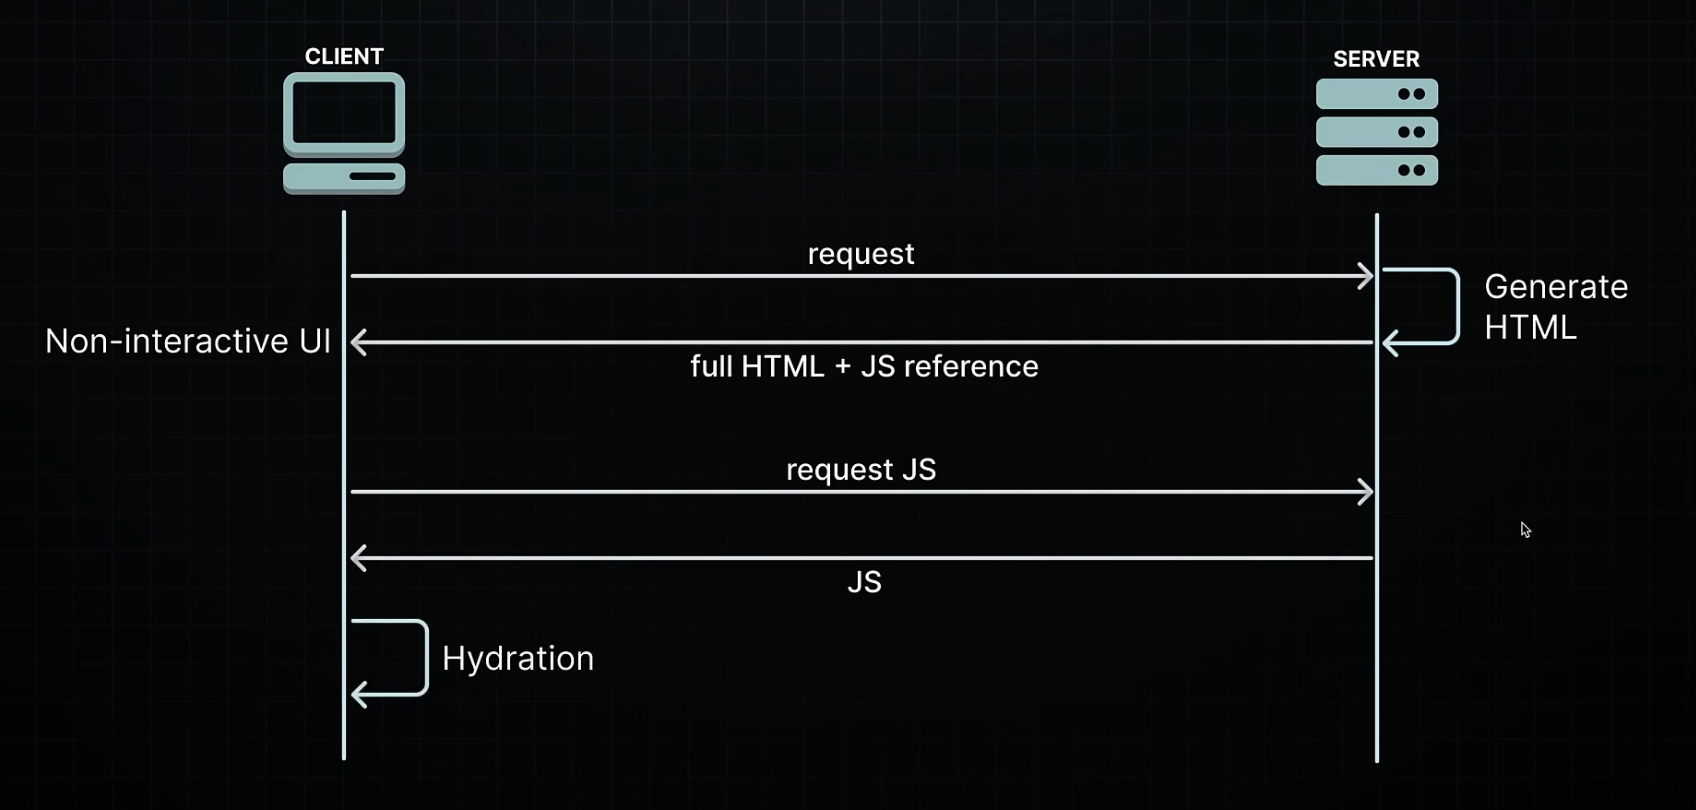 CLIENT
SERVER
request
Generate
HTML
Non-interactive UI
full HTML + JS reference
request JS
JS
Hydration